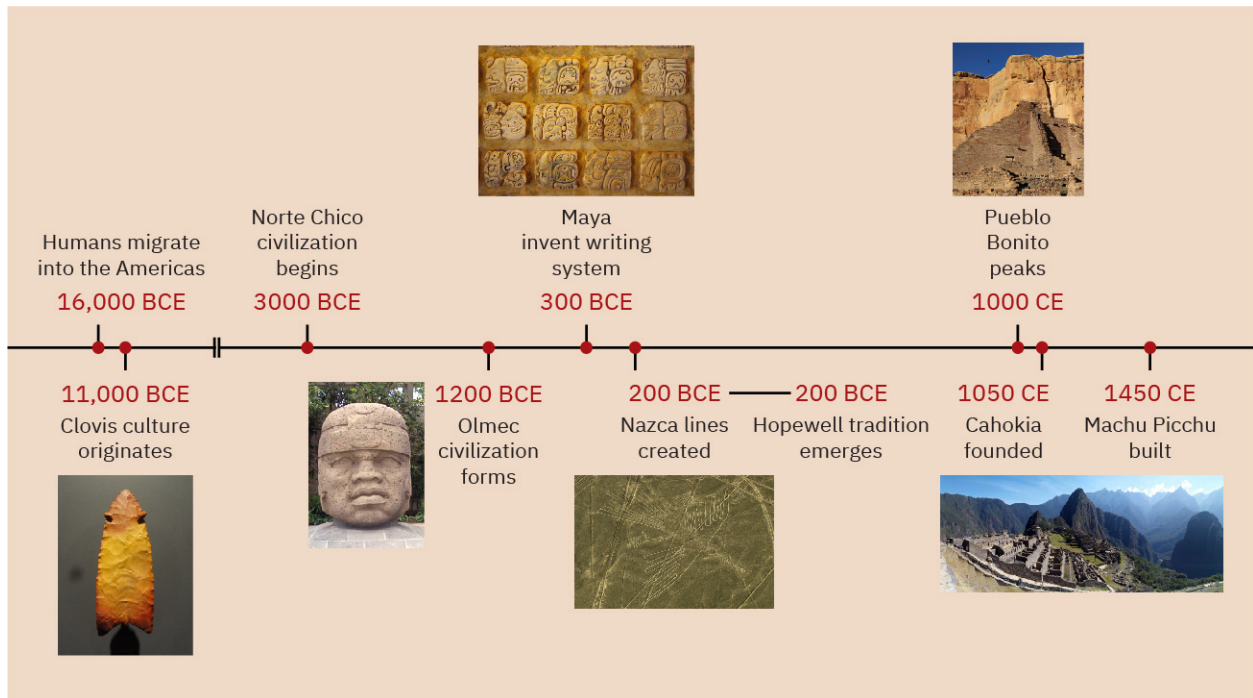 Humans migrate
into the Americas
16,000 BCE
11,000 BCE
Clovis culture
originates
Norte Chico
civilization
begins
3000 BCE
1200 BCE
Olmec
civilization
forms
Maya
invent writing
system
300 BCE
200 BCE
Nazca lines
created
200 BCE
Hopewell tradition
emerges
Pueblo
Bonito
peaks
1000 CE
1050 CE
Cahokia
founded
1450 CE
Machu Picchu
built